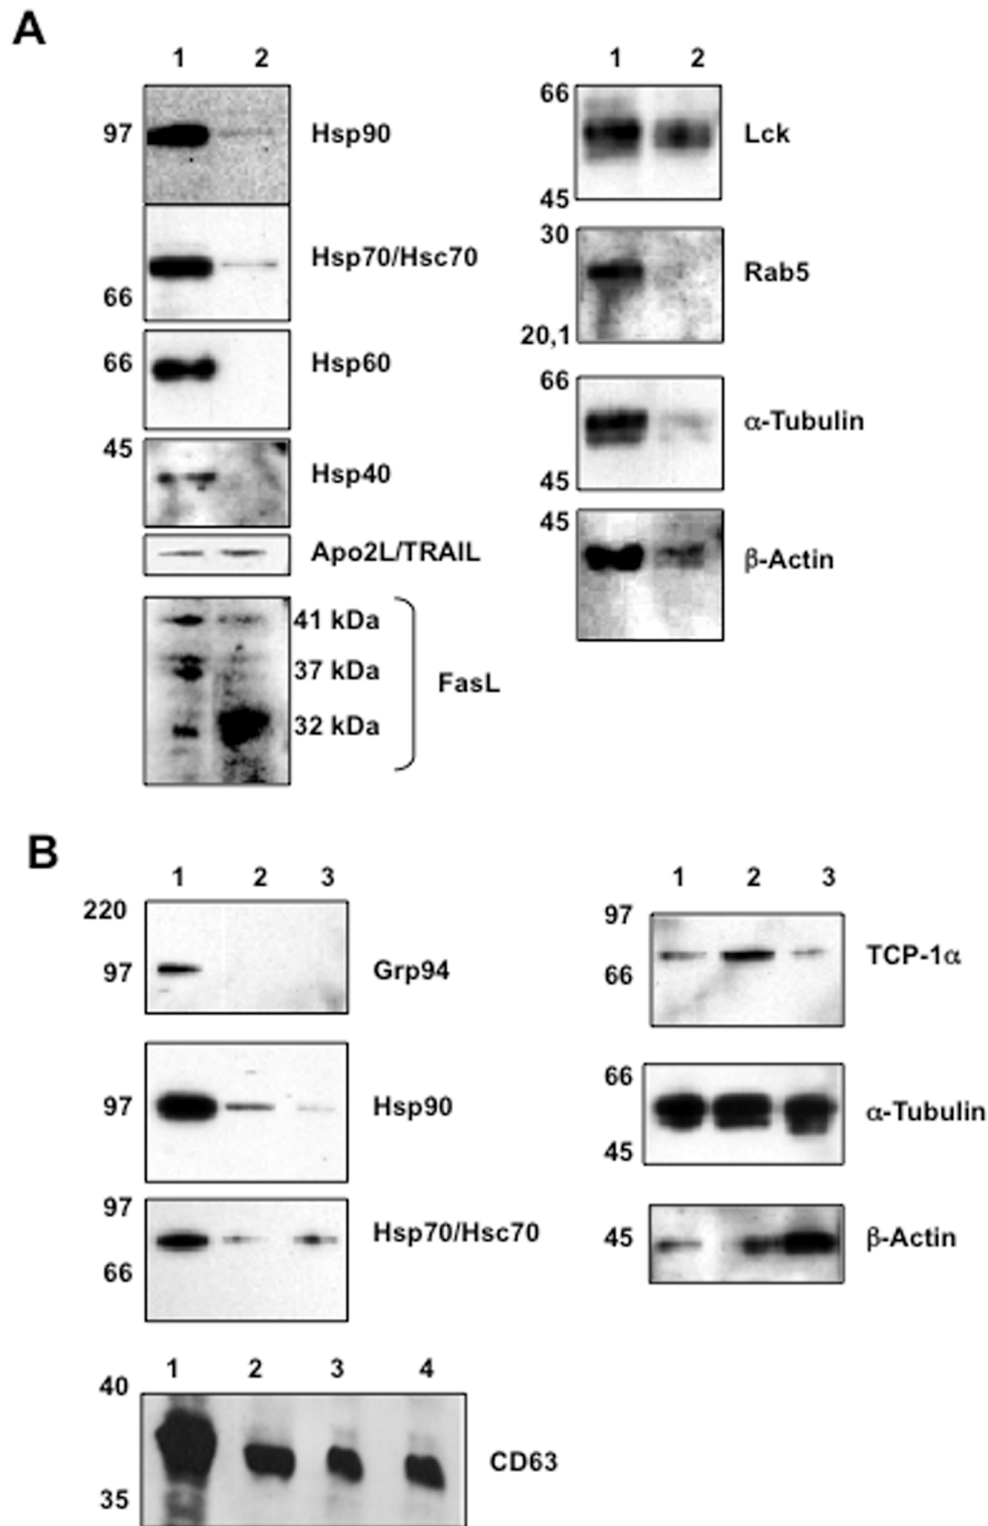 A
1 2
97 Hsp90
Hsp70/Hsc70
66
66 Hsp60
45
Hsp40
Apo2L/TRAIL
41 kDa
37 kDa
32 kDa
FasL
1 2
66
Lck
45
30
Rab5
20,1
66
α-Tubulin
45
45
β-Actin
B
1 2 3
220
97 Grp94
97 Hsp90
97
Hsp70/Hsc70
66
1 2 3
97
TCP-1α
66
66
α-Tubulin
45
45 β-Actin
1 2 3 4
40
CD63
35